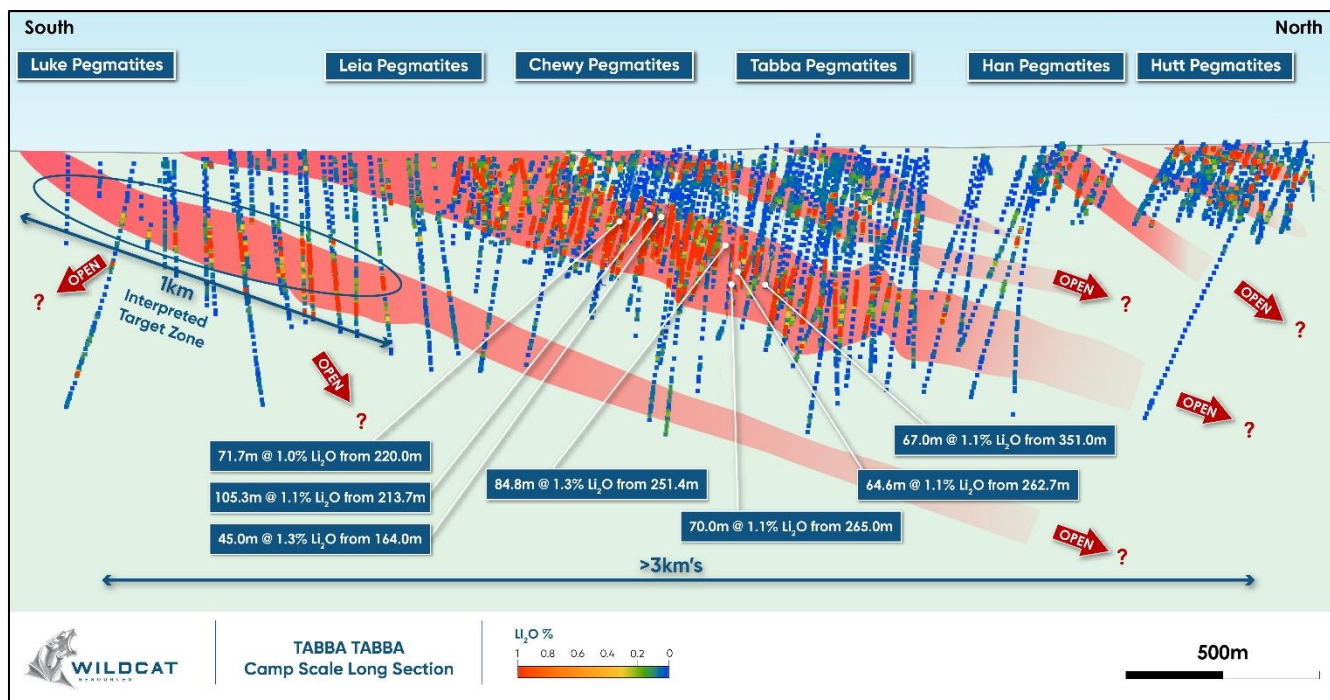 South
North
Luke Pegmatites
Leia Pegmatites
Chewy Pegmatites
Tabba Pegmatites
Han Pegmatites
Hutt Pegmatites
OPEN
?
1km
Interpreted
Target Zone
OPEN
?
OPEN
?
OPEN
?
OPEN
?
OPEN
?
71.7m @ 1.0% Li₂O from 220.0m
105.3m @ 1.1% Li₂O from 213.7m
45.0m @ 1.3% Li₂O from 164.0m
84.8m @ 1.3% Li₂O from 251.4m
70.0m @ 1.1% Li₂O from 265.0m
64.6m @ 1.1% Li₂O from 262.7m
67.0m @ 1.1% Li₂O from 351.0m
>3km's
WILDCAT
RESOURCES
TABBA TABBA
Camp Scale Long Section
Li₂O %
1 0.8 0.6 0.4 0.2 0
500m